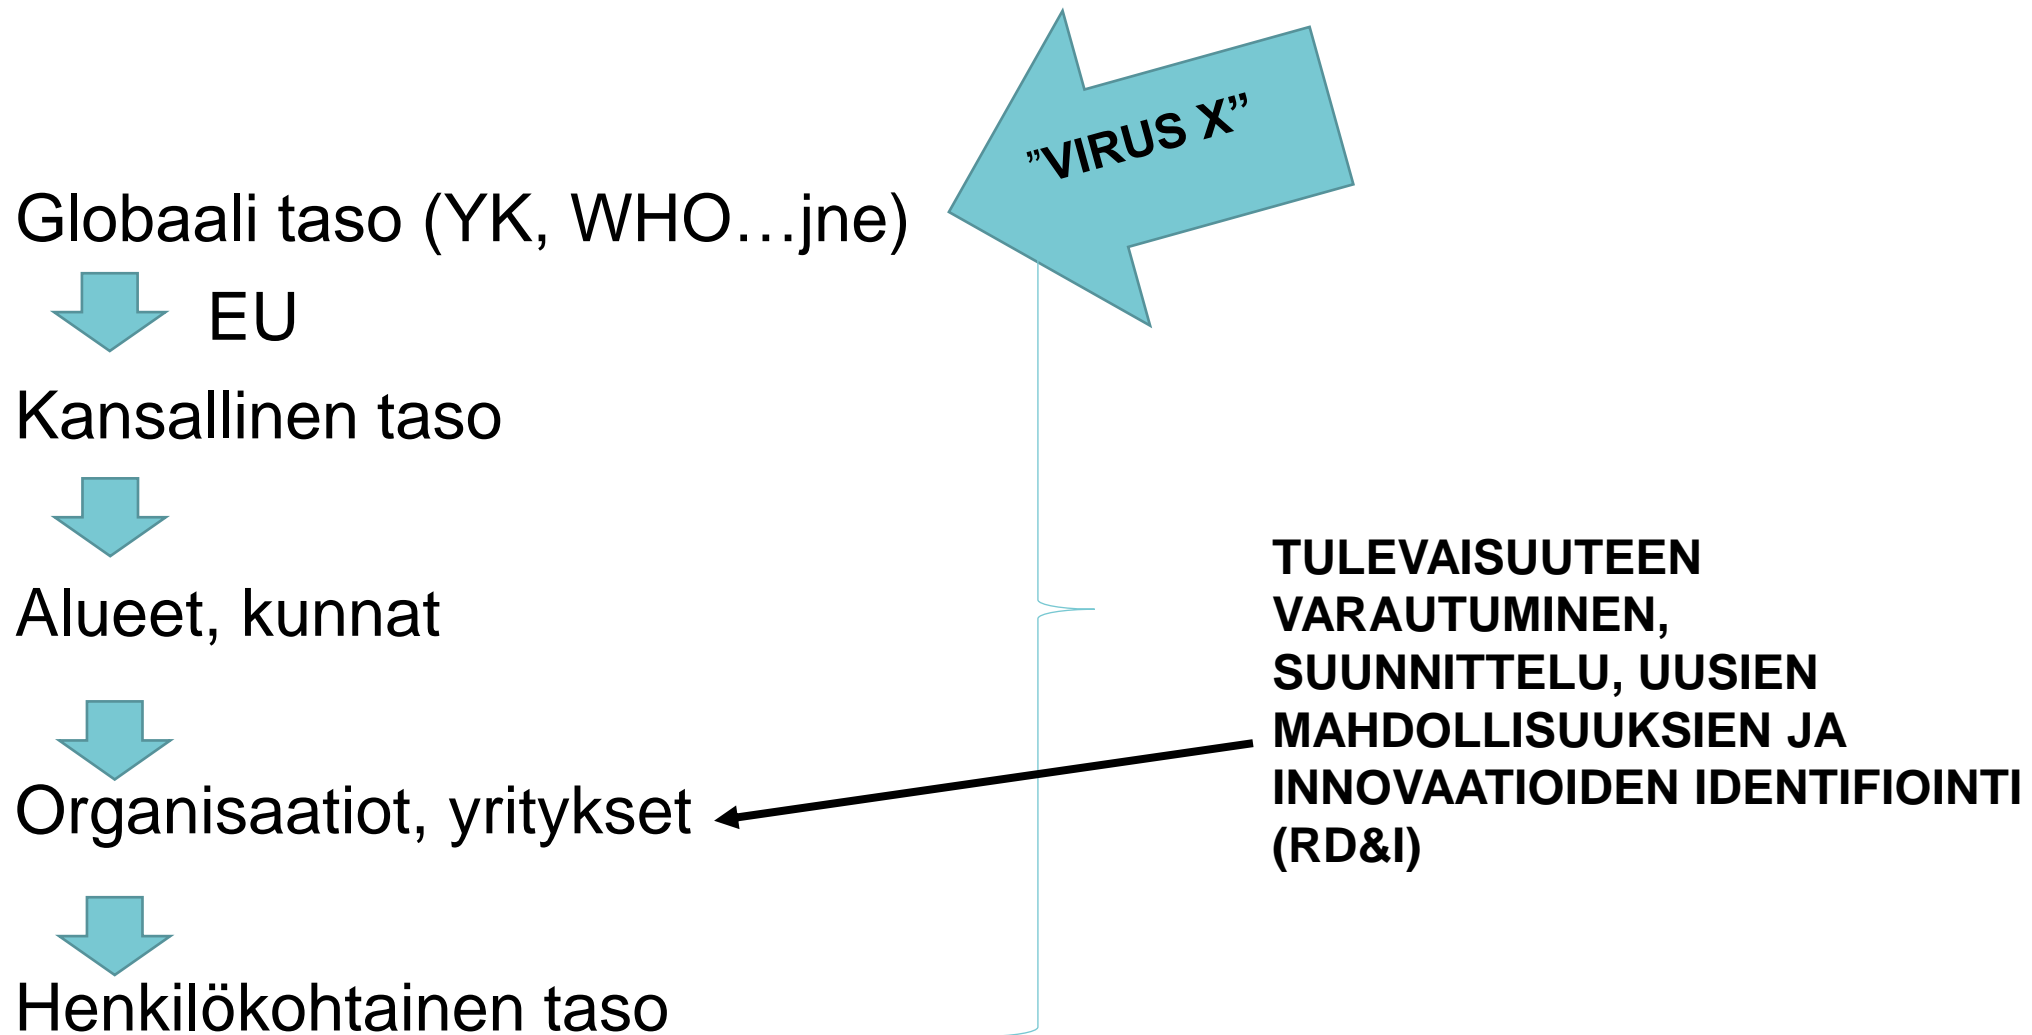 ”VIRUS X”
Globaali taso (YK, WHO…jne)
EU
Kansallinen taso
Alueet, kunnat
Organisaatiot, yritykset
Henkilökohtainen taso
TULEVAISUUTEEN
VARAUTUMINEN,
SUUNNITTELU, UUSIEN
MAHDOLLISUUKSIEN JA
INNOVAATIOIDEN IDENTIFIOINTI
(RD&I)